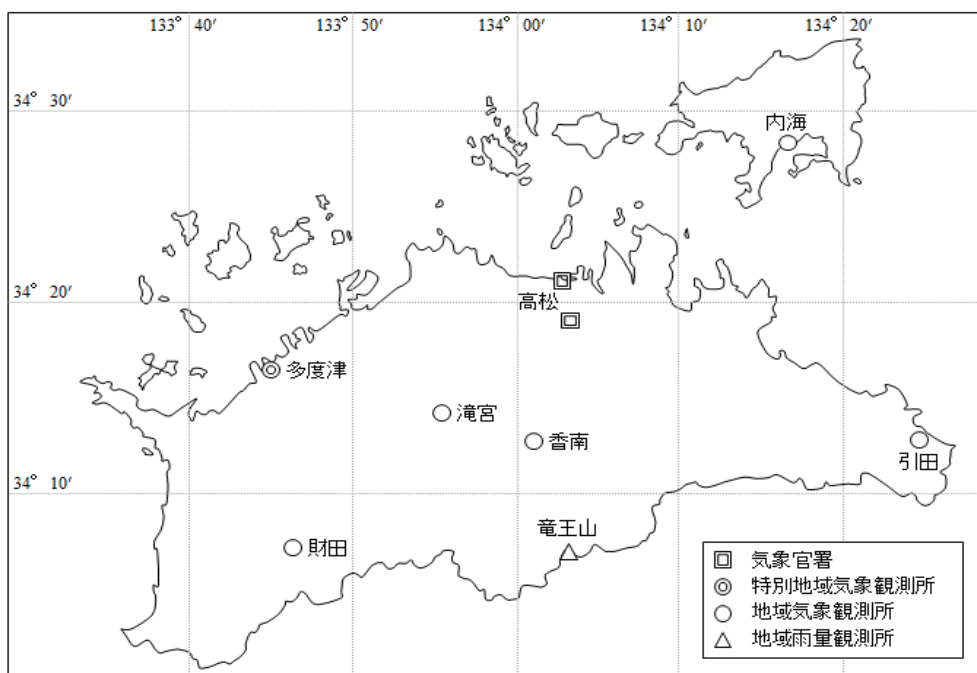 133° 40′ 133° 50′ 134° 00′ 134° 10′ 134° 20′
34° 30′
内海
34° 20′
高松
多度津
滝宮
香南
引田
34° 10′
竜王山
財田
気象官署
特別地域気象観測所
地域気象観測所
地域雨量観測所